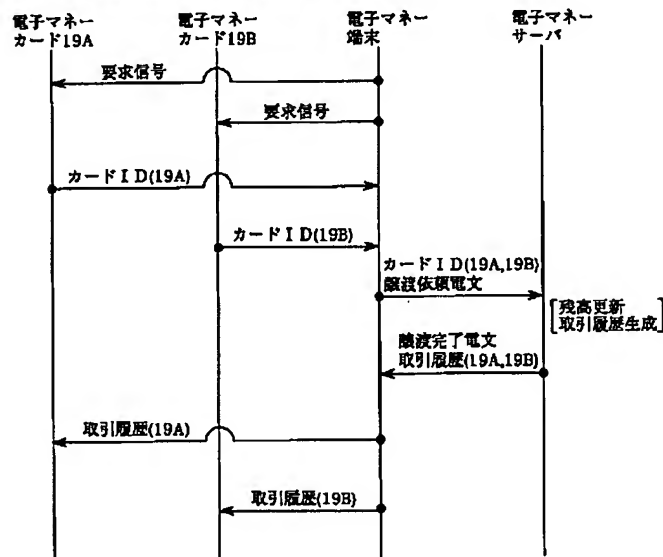 電子マネー
カード19A
電子マネー
カード19B
電子マネー
端末
電子マネー
サーバ
要求信号
要求信号
カードID(19A)
カードID(19B)
カードID(19A,19B)
譲渡依頼電文
残高更新
取引履歴生成
譲渡完了電文
取引履歴(19A,19B)
取引履歴(19A)
取引履歴(19B)